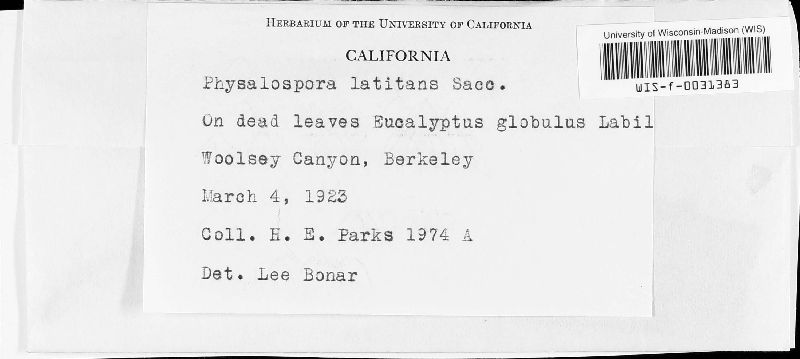 HERBARIUM OF THE UNIVERSITY OF CALIFORNIA
CALIFORNIA
Physalospora latitans Sacc.
On dead leaves Eucalyptus globulus Labil
Woolsey Canyon, Berkeley
March 4, 1923
Coll. H. E. Parks 1974 A
Det. Lee Bonar
University of Wisconsin-Madison (WIS)
WIS-f-0031383